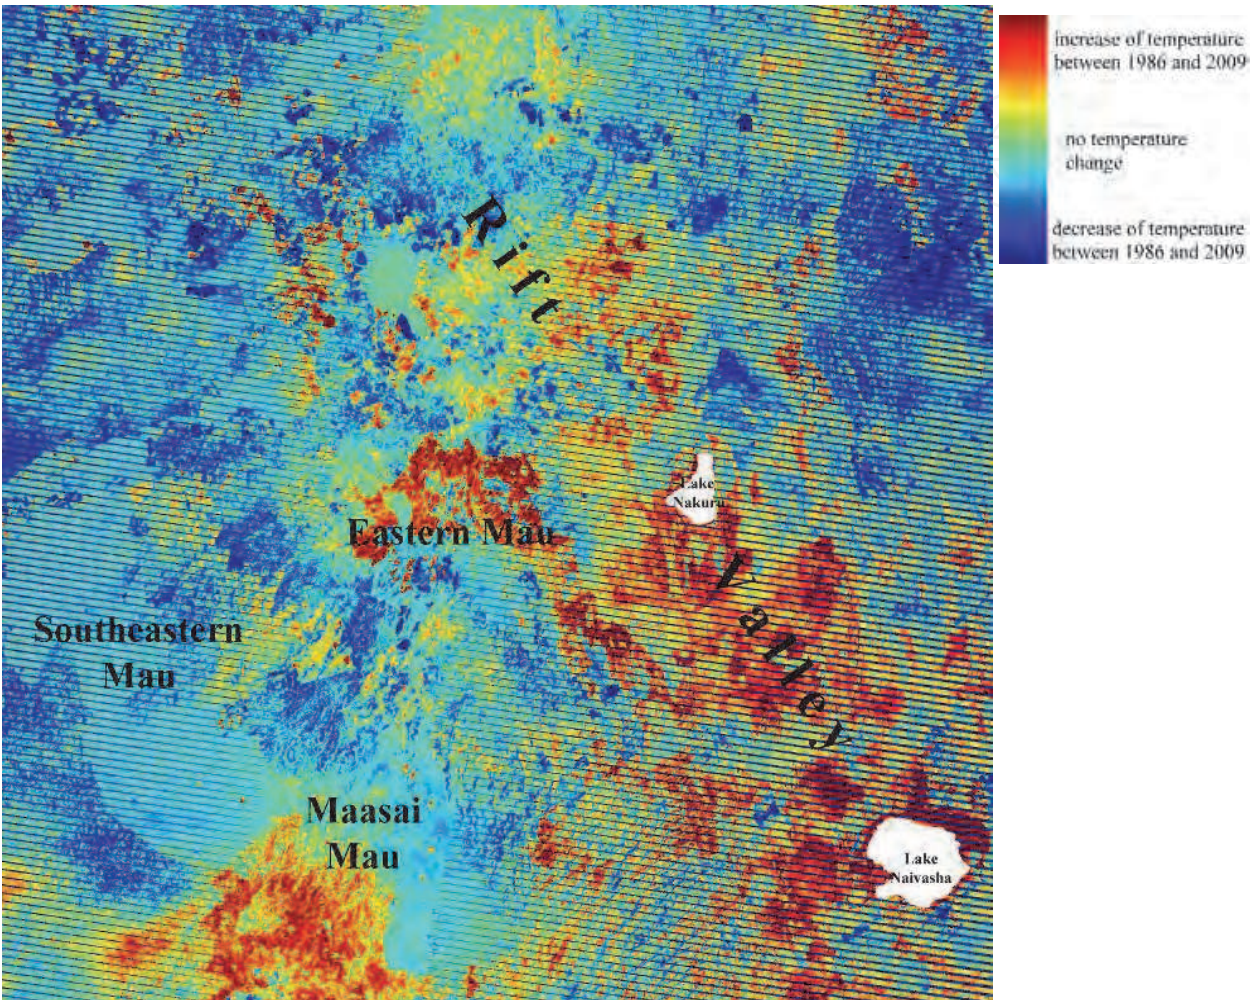 increase of temperature
between 1986 and 2009
no temperature
change
decrease of temperature
between 1986 and 2009
Rift
Lake
Nakuru
Eastern Mau
Valley
Southeastern
Mau
Maasai
Mau
Lake
Naivasha